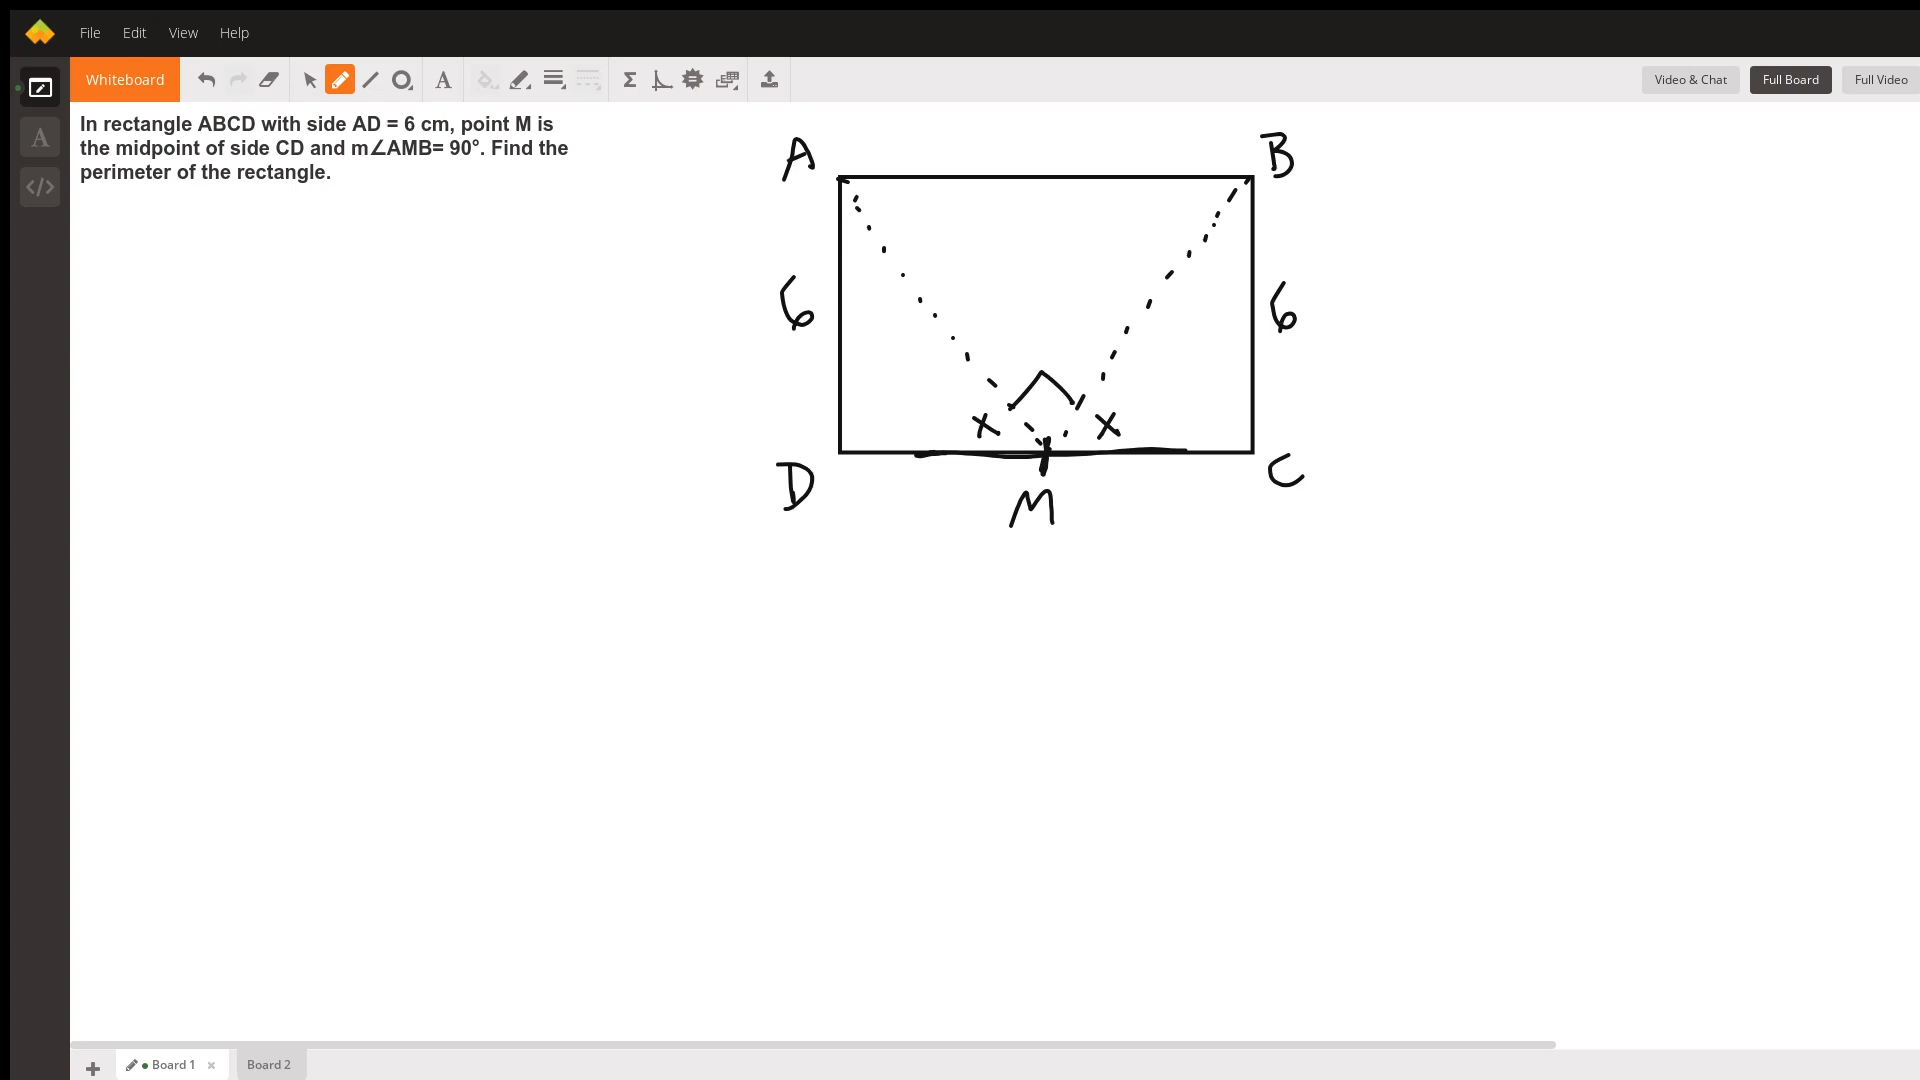 File Edit View Help
Whiteboard A Σ Video & Chat Full Board Full Video
A
</>
In rectangle ABCD with side AD = 6 cm, point M is
the midpoint of side CD and m∠AMB= 90°. Find the
perimeter of the rectangle.
A B
6 6
x x
D C
M
+ Board 1 × Board 2